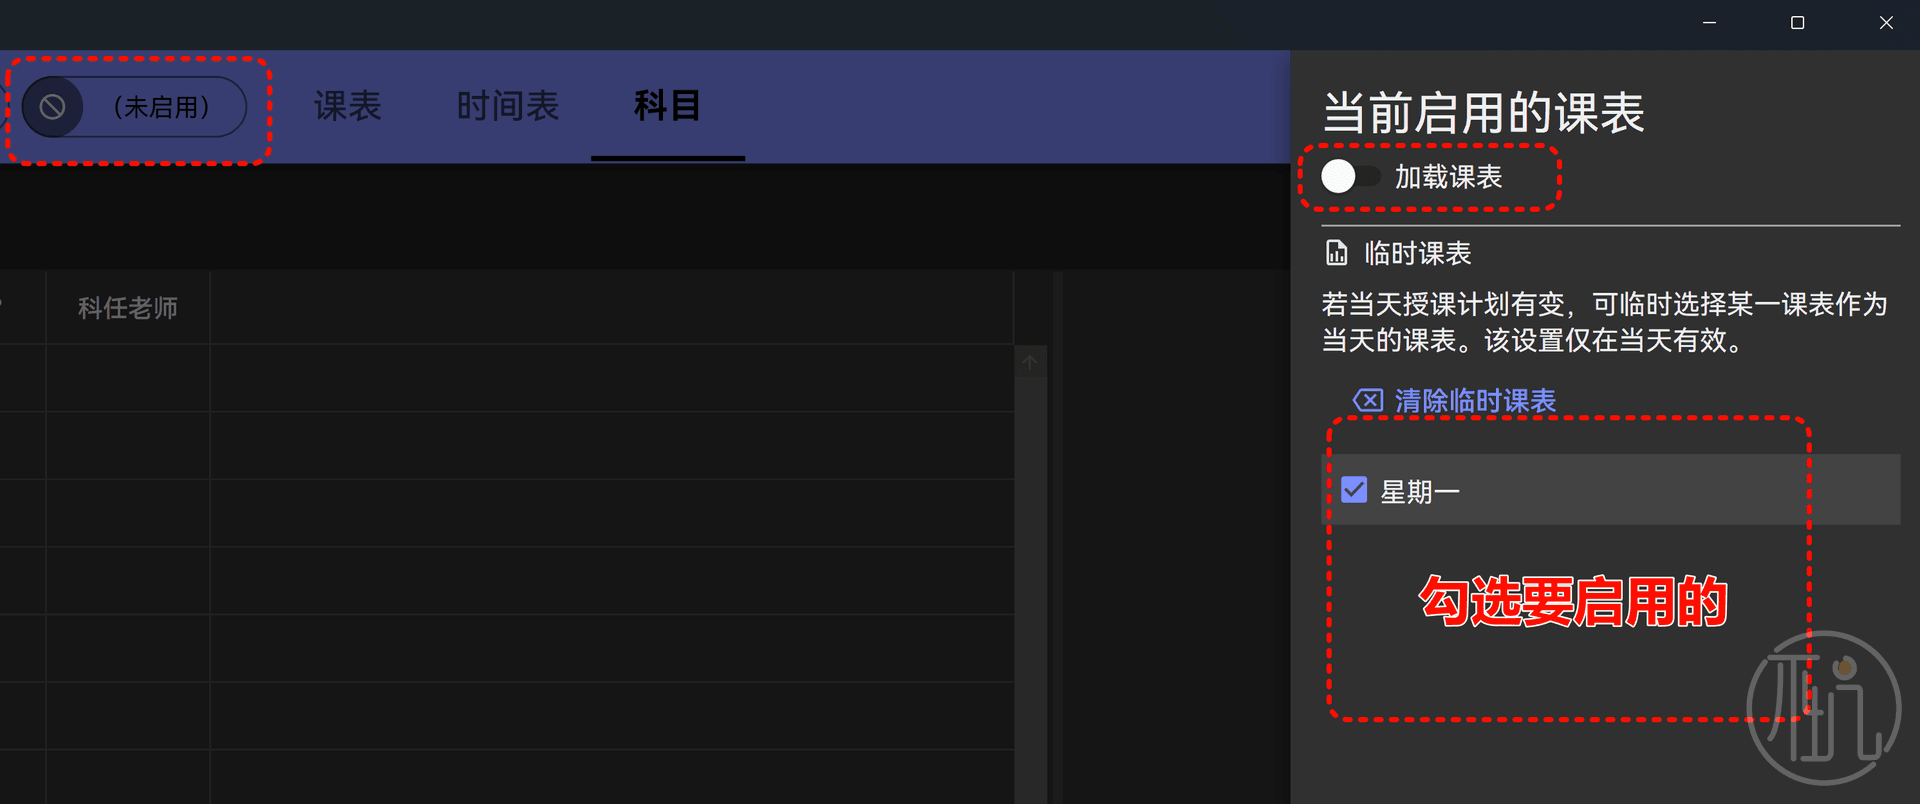 （未启用）
课表
时间表
科目
科任老师
当前启用的课表
加载课表
临时课表
若当天授课计划有变，可临时选择某一课表作为
当天的课表。该设置仅在当天有效。
清除临时课表
星期一
勾选要启用的